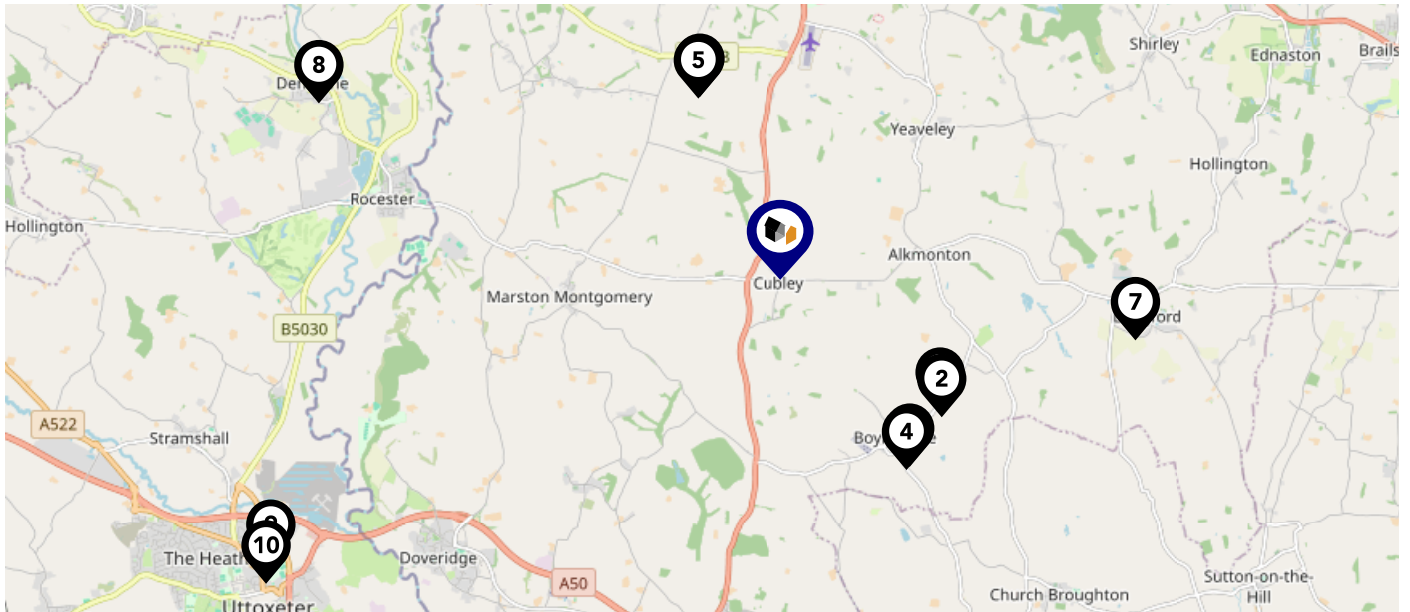 Shirley
Ednaston
Brails
8
5
Yeaveley
Hollington
Rocester
Hollington
Alkmonton
Cubley
Marston Montgomery
7
B5030
2
A522
4
Stramshall
10
The Heath
Doveridge
A50
Sutton-on-the-
Hill
Church Broughton
Uttoxeter